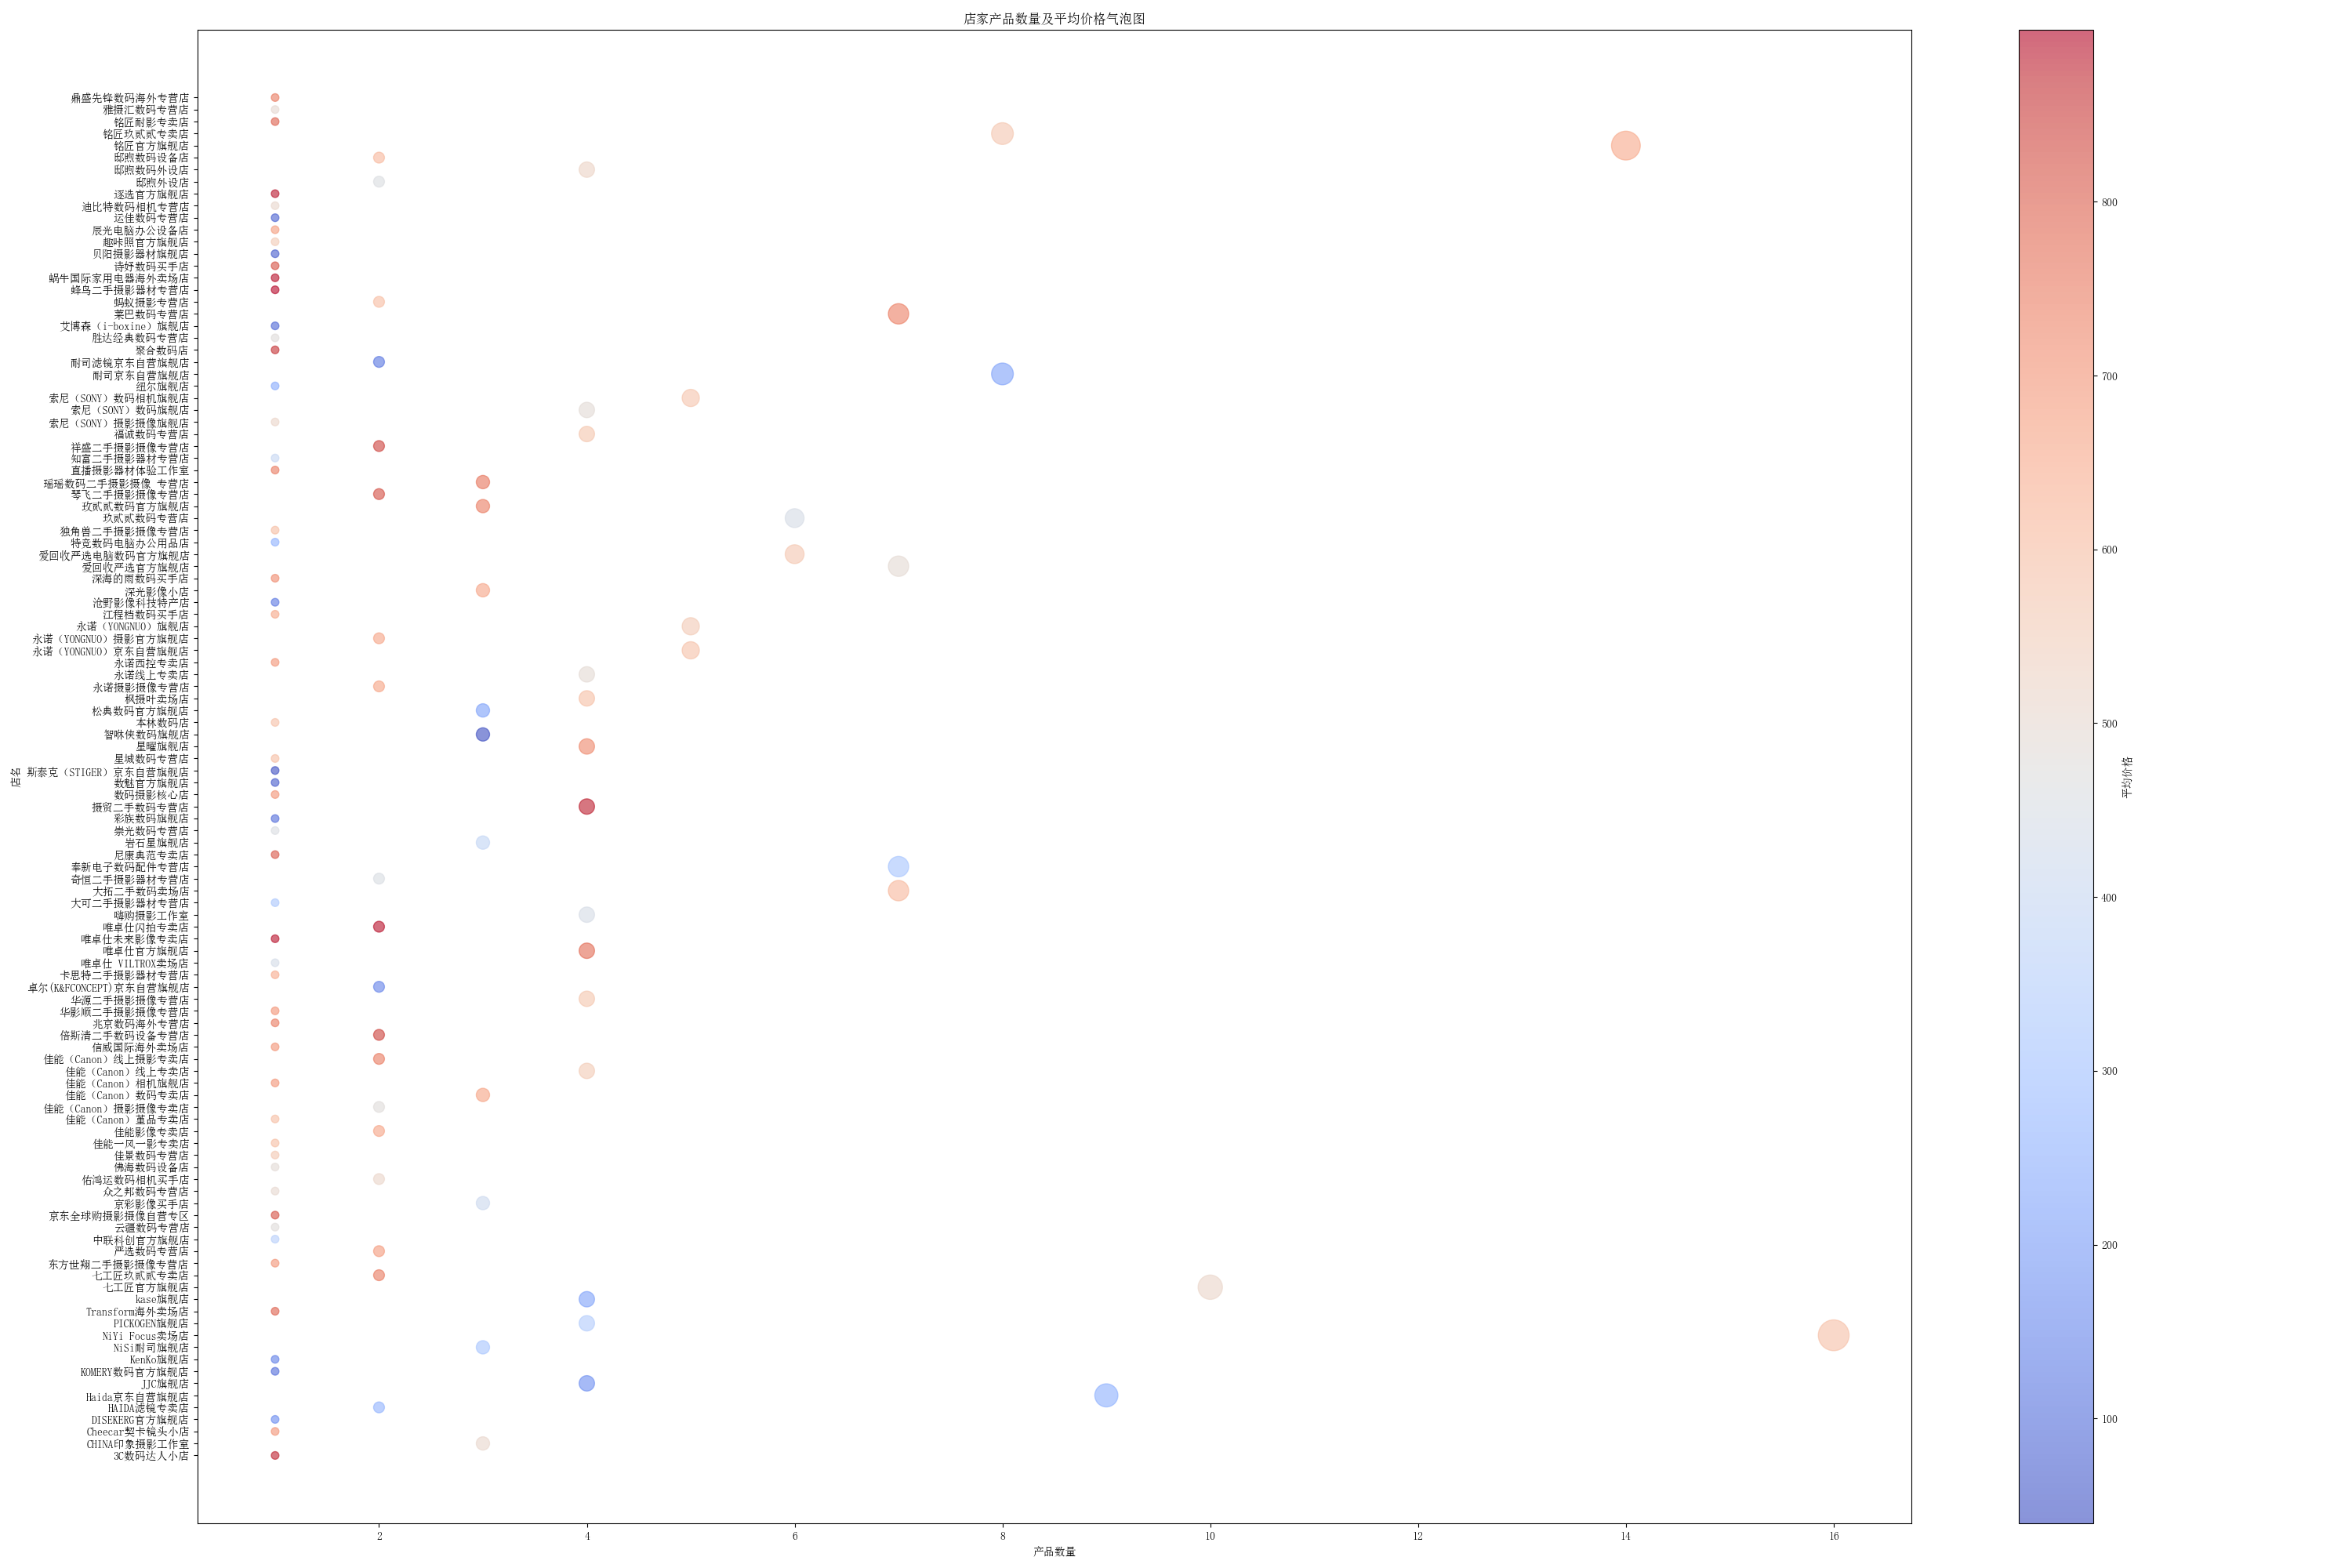 店家产品数量及平均价格气泡图
鼎盛先锋数码海外专营店
雅摄汇数码专营店
铭匠耐影专卖店
铭匠玖贰贰专卖店
铭匠官方旗舰店
邸煦数码设备店
邸煦数码外设店
邸煦外设店
逐选官方旗舰店
迪比特数码相机专营店
运佳数码专营店
辰光电脑办公设备店
趣咔照官方旗舰店
贝阳摄影器材旗舰店
诗妤数码买手店
蜗牛国际家用电器海外卖场店
蜂鸟二手摄影器材专营店
蚂蚁摄影专营店
莱巴数码专营店
艾博森（i-boxine）旗舰店
胜达经典数码专营店
聚合数码店
耐司滤镜京东自营旗舰店
耐司京东自营旗舰店
纽尔旗舰店
索尼（SONY）数码相机旗舰店
索尼（SONY）数码旗舰店
索尼（SONY）摄影摄像旗舰店
福诚数码专营店
祥盛二手摄影摄像专营店
知富二手摄影器材专营店
直播摄影器材体验工作室
瑶瑶数码二手摄影摄像 专营店
琴飞二手摄影摄像专营店
玖贰贰数码官方旗舰店
玖贰贰数码专营店
独角兽二手摄影摄像专营店
特竞数码电脑办公用品店
爱回收严选电脑数码官方旗舰店
爱回收严选官方旗舰店
深海的雨数码买手店
深光影像小店
沧野影像科技特产店
江程档数码买手店
永诺（YONGNUO）旗舰店
永诺（YONGNUO）摄影官方旗舰店
永诺（YONGNUO）京东自营旗舰店
永诺西控专卖店
永诺线上专卖店
永诺摄影摄像专营店
枫摄叶卖场店
松典数码官方旗舰店
本林数码店
智咻侠数码旗舰店
星曜旗舰店
星城数码专营店
斯泰克（STIGER）京东自营旗舰店
数魅官方旗舰店
数码摄影核心店
摄贸二手数码专营店
彩族数码旗舰店
崇光数码专营店
岩石星旗舰店
尼康典范专卖店
奉新电子数码配件专营店
奇恒二手摄影器材专营店
大拓二手数码卖场店
大可二手摄影器材专营店
嗨购摄影工作室
唯卓仕闪拍专卖店
唯卓仕未来影像专卖店
唯卓仕官方旗舰店
唯卓仕 VILTROX卖场店
卡思特二手摄影器材专营店
卓尔(K&FCONCEPT)京东自营旗舰店
华源二手摄影摄像专营店
华影顺二手摄影摄像专营店
兆京数码海外专营店
倍斯清二手数码设备专营店
信威国际海外卖场店
佳能（Canon）线上摄影专卖店
佳能（Canon）线上专卖店
佳能（Canon）相机旗舰店
佳能（Canon）数码专卖店
佳能（Canon）摄影摄像专卖店
佳能（Canon）董品专卖店
佳能影像专卖店
佳能一风一影专卖店
佳景数码专营店
佛海数码设备店
佑鸿运数码相机买手店
众之邦数码专营店
京彩影像买手店
京东全球购摄影摄像自营专区
云疆数码专营店
中联科创官方旗舰店
严选数码专营店
东方世翔二手摄影摄像专营店
七工匠玖贰贰专卖店
七工匠官方旗舰店
kase旗舰店
Transform海外卖场店
PICKOGEN旗舰店
NiYi Focus卖场店
NiSi耐司旗舰店
KenKo旗舰店
KOMERY数码官方旗舰店
JJC旗舰店
Haida京东自营旗舰店
HAIDA滤镜专卖店
DISEKERG官方旗舰店
Cheecar契卡镜头小店
CHINA印象摄影工作室
3C数码达人小店
店名
2 4 6 8 10 12 14 16
产品数量
800
700
600
500
400
300
200
100
平均价格